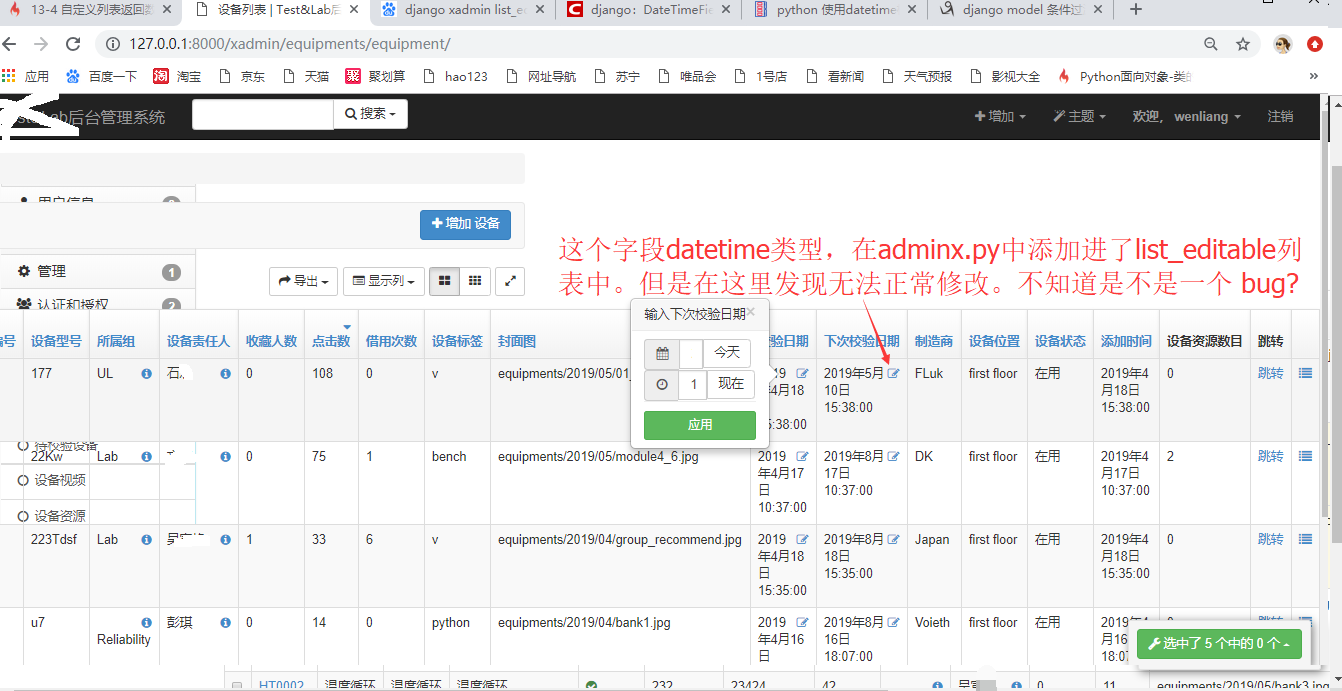 13-4 自定义列表返回数
设备列表 | Test&Lab后
django xadmin list_ec
django：DateTimeFie
python 使用datetime
django model 条件过
127.0.0.1:8000/xadmin/equipments/equipment/
应用 百度一下 淘宝 京东 天猫 聚划算 hao123 网址导航 苏宁 唯品会 1号店 看新闻 天气预报 影视大全 Python面向对象-类的
后台管理系统 搜索 增加 主题 欢迎， wenliang 注销
用户信息
增加 设备
这个字段datetime类型，在adminx.py中添加进了list_editable列
表中。但是在这里发现无法正常修改。不知道是不是一个 bug?
管理 1
导出 显示列
认证和授权 2
输入下次校验日期
今天
1 现在
应用
编号 设备型号 所属组 设备责任人 收藏人数 点击数 借用次数 设备标签 封面图 验日期 下次校验日期 制造商 设备位置 设备状态 添加时间 设备资源数目 跳转
177 UL 石 0 108 0 v equipments/2019/05/01 2019 2019年5月 FLuk first floor 在用 2019年4 0 跳转
年4月18 10日 月18日
15:38:00 15:38:00 15:38:00
待校验设备
22Kw Lab 0 75 1 bench equipments/2019/05/module4_6.jpg 2019 2019年8月 DK first floor 在用 2019年4 2 跳转
年4月17 17日 月17日
日 10:37:00 10:37:00
10:37:00
设备视频
设备资源
223Tdsf Lab 1 33 6 v equipments/2019/04/group_recommend.jpg 2019 2019年8月 Japan first floor 在用 2019年4 0 跳转
年4月18 18日 月18日
日 15:35:00 15:35:00
15:35:00
u7 彭琪 0 14 0 python equipments/2019/04/bank1.jpg 2019 2019年8月 Voieth first floor 在用 2019年4 0 跳转
Reliability 年4月16 16日 月16
日 18:07:00 18:07
选中了 5 个中的 0 个
HT0002 温度循环 温度循环 温度循环 232 23424 42 0 11 equipments/2019/05/bank3.jpg